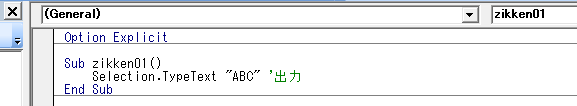 (General) zikken01
Option Explicit
Sub zikken01()
Selection.TypeText "ABC" '出力
End Sub